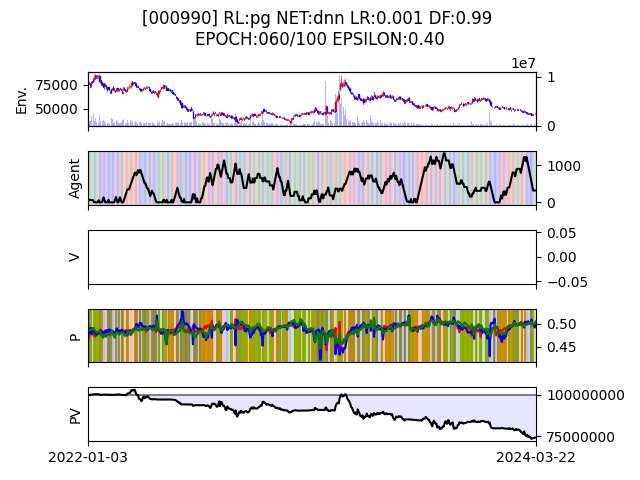 [000990] RL:pg NET:dnn LR:0.001 DF:0.99
EPOCH:060/100 EPSILON:0.40
1e7
Env.
75000
50000
1
0
Agent
1000
0
V
0.05
0.00
−0.05
P
0.50
0.45
PV
100000000
75000000
2022-01-03
2024-03-22